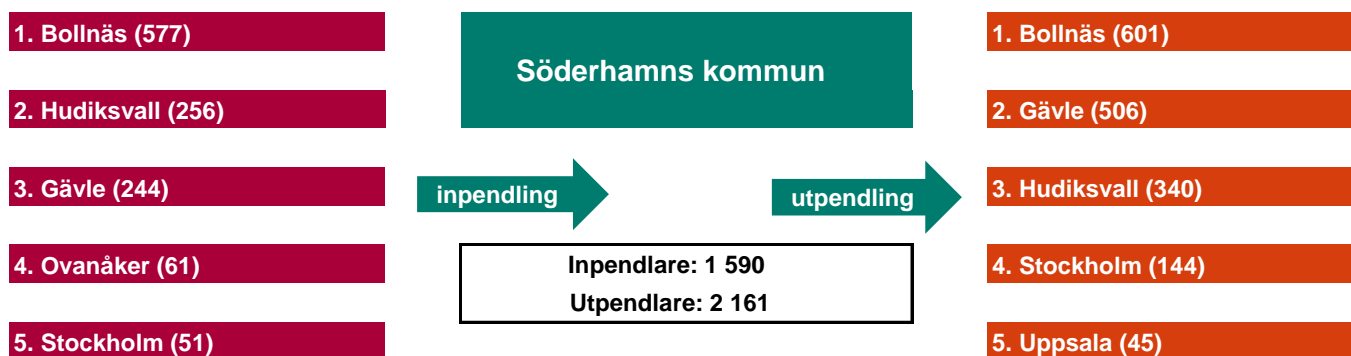 1. Bollnäs (577)
2. Hudiksvall (256)
3. Gävle (244)
4. Ovanåker (61)
5. Stockholm (51)
Söderhamns kommun
inpendling
utpendling
Inpendlare: 1 590
Utpendlare: 2 161
1. Bollnäs (601)
2. Gävle (506)
3. Hudiksvall (340)
4. Stockholm (144)
5. Uppsala (45)